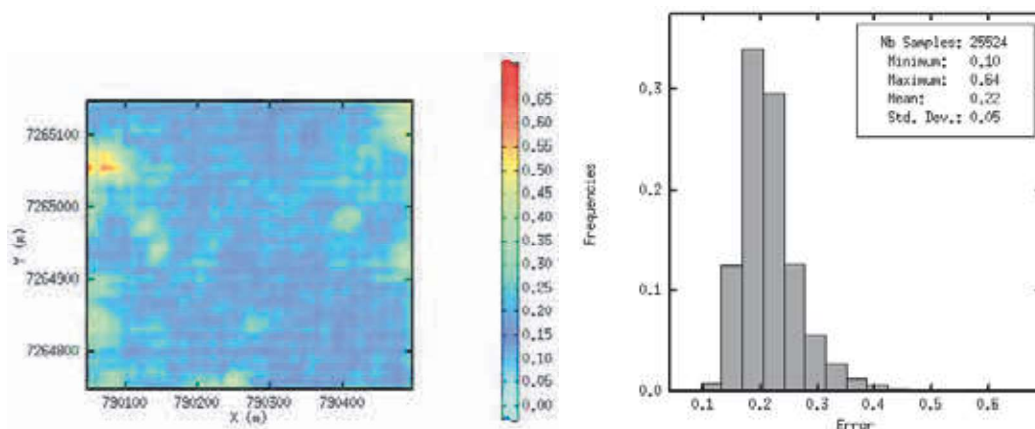 7265100
7265000
7264900
7264800
Y (m)
790100 790200 790300 790400
X (m)
0.65
0.60
0.55
0.50
0.45
0.40
0.35
0.30
0.25
0.20
0.15
0.10
0.05
0.00
Nb Samples: 25524
Minimum: 0.10
Maximum: 0.64
Mean: 0.22
Std. Dev.: 0.05
0.3
0.2
0.1
0.0
Frequencies
0.1 0.2 0.3 0.4 0.5 0.6
Error